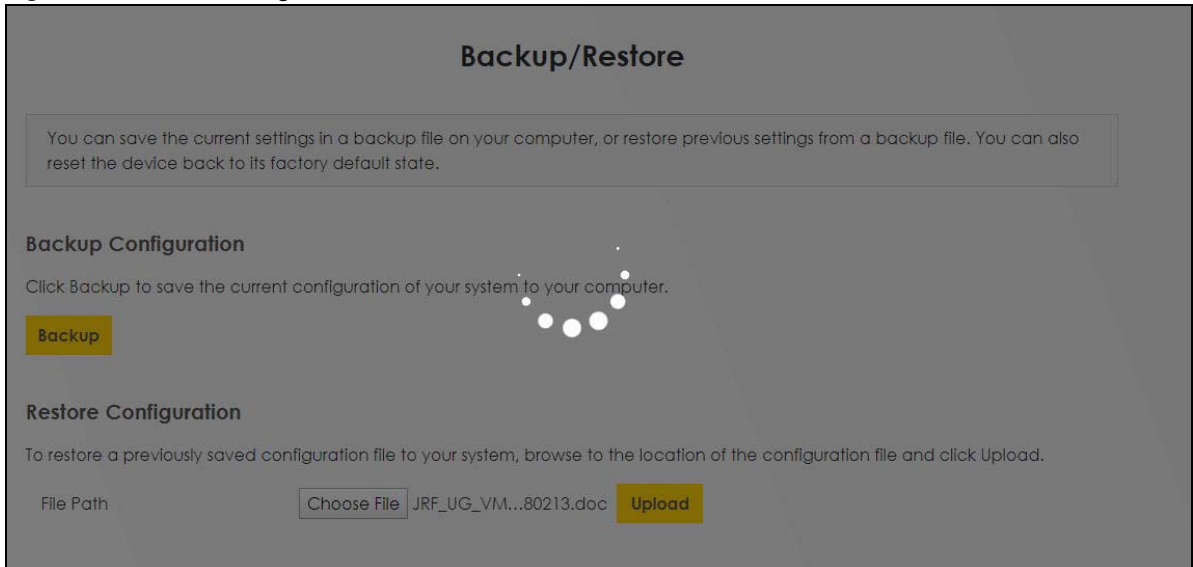 Backup/Restore
You can save the current settings in a backup file on your computer, or restore previous settings from a backup file. You can also
reset the device back to its factory default state.
Backup Configuration
Click Backup to save the current configuration of your system to your computer.
Backup
Restore Configuration
To restore a previously saved configuration file to your system, browse to the location of the configuration file and click Upload.
File Path Choose File JRF_UG_VM...80213.doc Upload